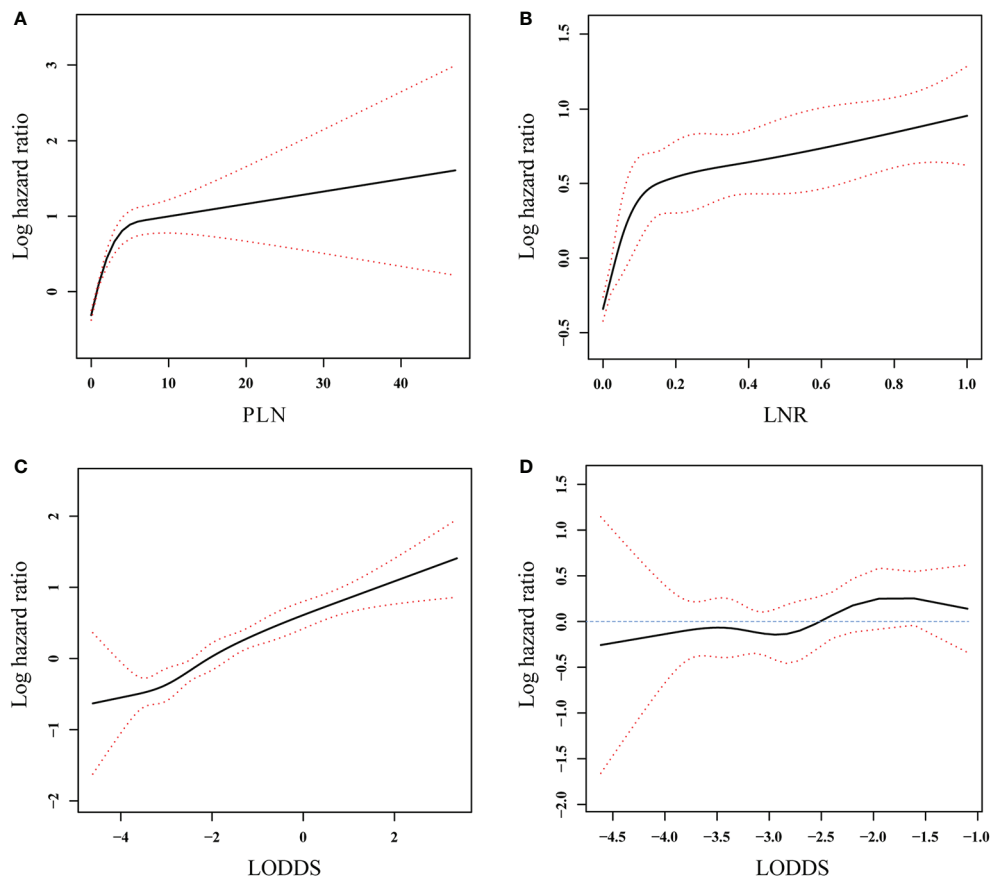 A
Log hazard ratio
3
2
1
0
0 10 20 30 40
PLN
B
Log hazard ratio
1.5
1.0
0.5
0.0
−0.5
0.0 0.2 0.4 0.6 0.8 1.0
LNR
C
Log hazard ratio
2
1
0
−1
−2
−4 −2 0 2
LODDS
D
Log hazard ratio
1.5
1.0
0.5
0.0
−0.5
−1.0
−1.5
−2.0
−4.5 −4.0 −3.5 −3.0 −2.5 −2.0 −1.5 −1.0
LODDS